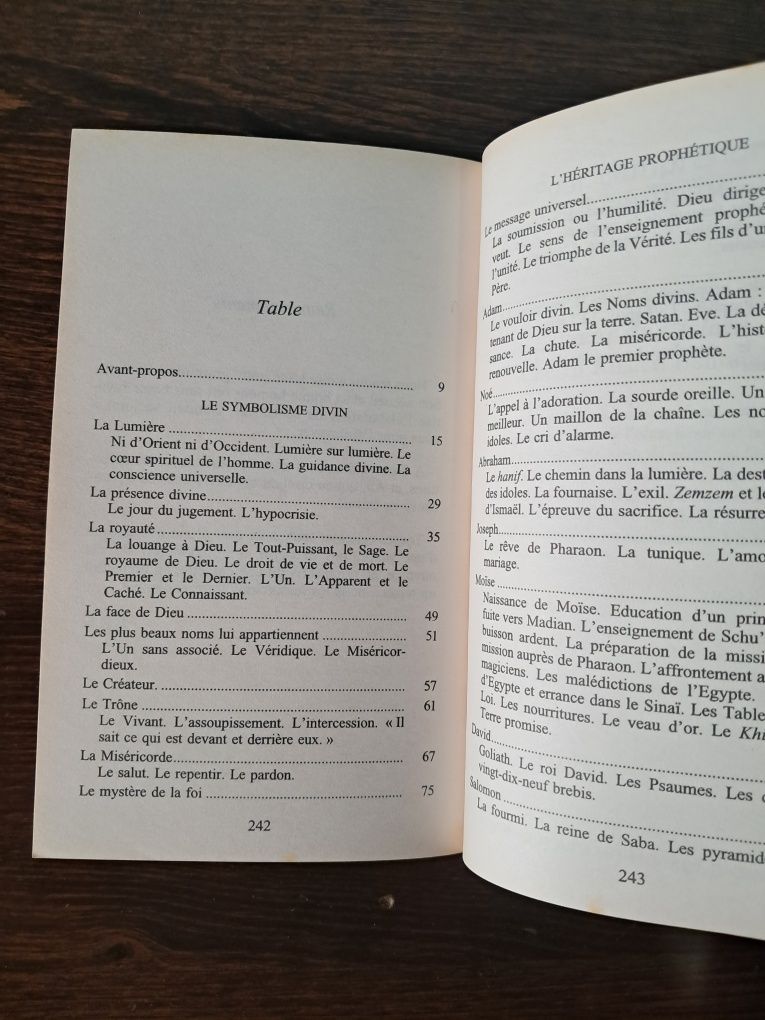 Table
Avant-propos........................................................ 9
LE SYMBOLISME DIVIN
La Lumière ........................................................ 15
Ni d'Orient ni d'Occident. Lumière sur lumière. Le
cœur spirituel de l'homme. La guidance divine. La
conscience universelle.
La présence divine................................................ 29
Le jour du jugement. L'hypocrisie.
La royauté........................................................ 35
La louange à Dieu. Le Tout-Puissant, le Sage. Le
royaume de Dieu. Le droit de vie et de mort. Le
Premier et le Dernier. L'Un. L'Apparent et le
Caché. Le Connaissant.
La face de Dieu .................................................. 49
Les plus beaux noms lui appartiennent .................... 51
L'Un sans associé. Le Véridique. Le Miséricor-
dieux.
Le Créateur. ...................................................... 57
Le Trône .......................................................... 61
Le Vivant. L'assoupissement. L'intercession. « Il
sait ce qui est devant et derrière eux. »
La Miséricorde.................................................... 67
Le salut. Le repentir. Le pardon.
Le mystère de la foi .............................................. 75
242
L'HÉRITAGE PROPHÉTIQUE
Le message universel........................................
La soumission ou l'humilité. Dieu dirige
veut. Le sens de l'enseignement
l'unité. Le triomphe de la Vérité. Les fils
Père.
Adam........................................................
Le vouloir divin. Les Noms divins. Adam :
tenant de Dieu sur la terre. Satan. Eve. La
sance. La chute. La miséricorde.
renouvelle. Adam le premier prophète.
Noé........................................................
L'appel à l'adoration. La sourde oreille. Un
meilleur. Un maillon de la chaîne. Les
idoles. Le cri d'alarme.
Abraham....................................................
Le hanif. Le chemin dans la lumière. La
des idoles. La fournaise. L'exil. Zemzem et
d'Ismaël. L'épreuve du sacrifice. La
Joseph......................................................
Le rêve de Pharaon. La tunique.
mariage.
Moïse ......................................................
Naissance de Moïse. Education d'un
fuite vers Madian. L'enseignement de
buisson ardent. La préparation de la
mission auprès de Pharaon. L'affrontement
magiciens. Les malédictions de l'Egypte.
d'Egypte et errance dans le Sinaï. Les
Loi. Les nourritures. Le veau d'or. Le
Terre promise.
David......................................................
Goliath. Le roi David. Les Psaumes. Les
vingt-dix-neuf brebis.
Salomon ....................................................
La fourmi. La reine de Saba. Les
243